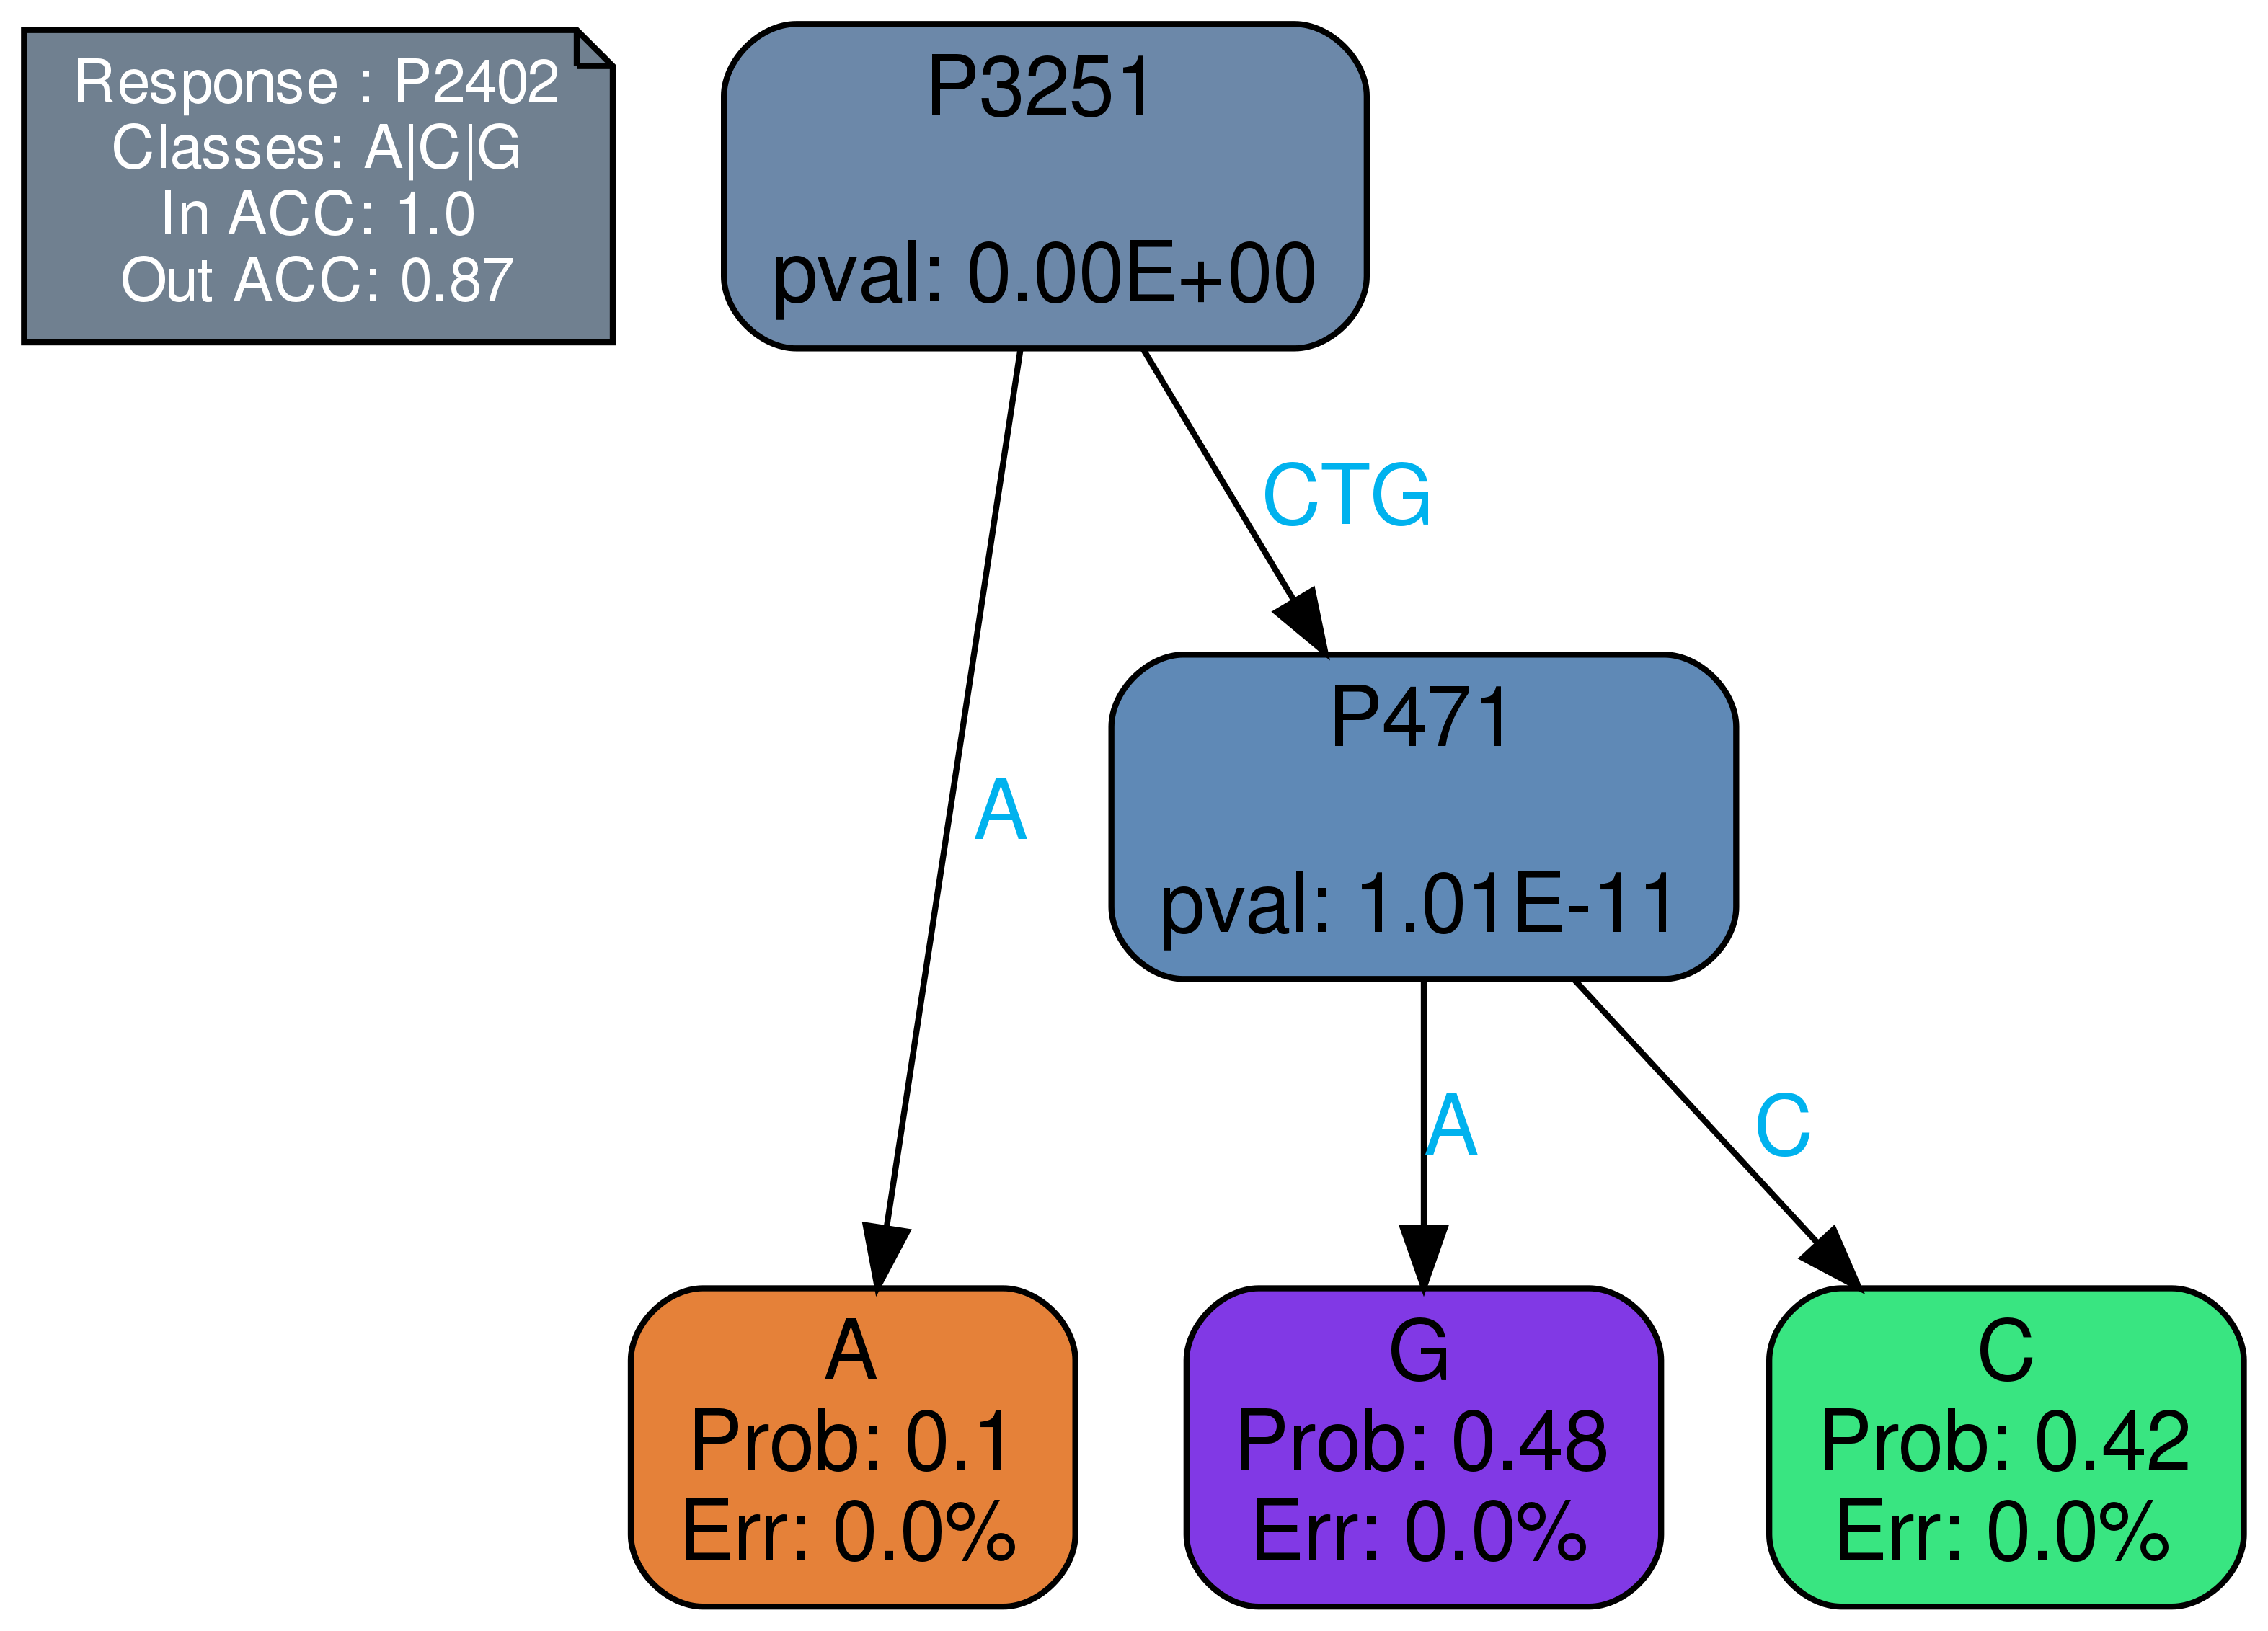 Response : P2402
Classes: A|C|G
In ACC: 1.0
Out ACC: 0.87
P3251
pval: 0.00E+00
CTG
A
P471
pval: 1.01E-11
A
C
A
Prob: 0.1
Err: 0.0%
G
Prob: 0.48
Err: 0.0%
C
Prob: 0.42
Err: 0.0%